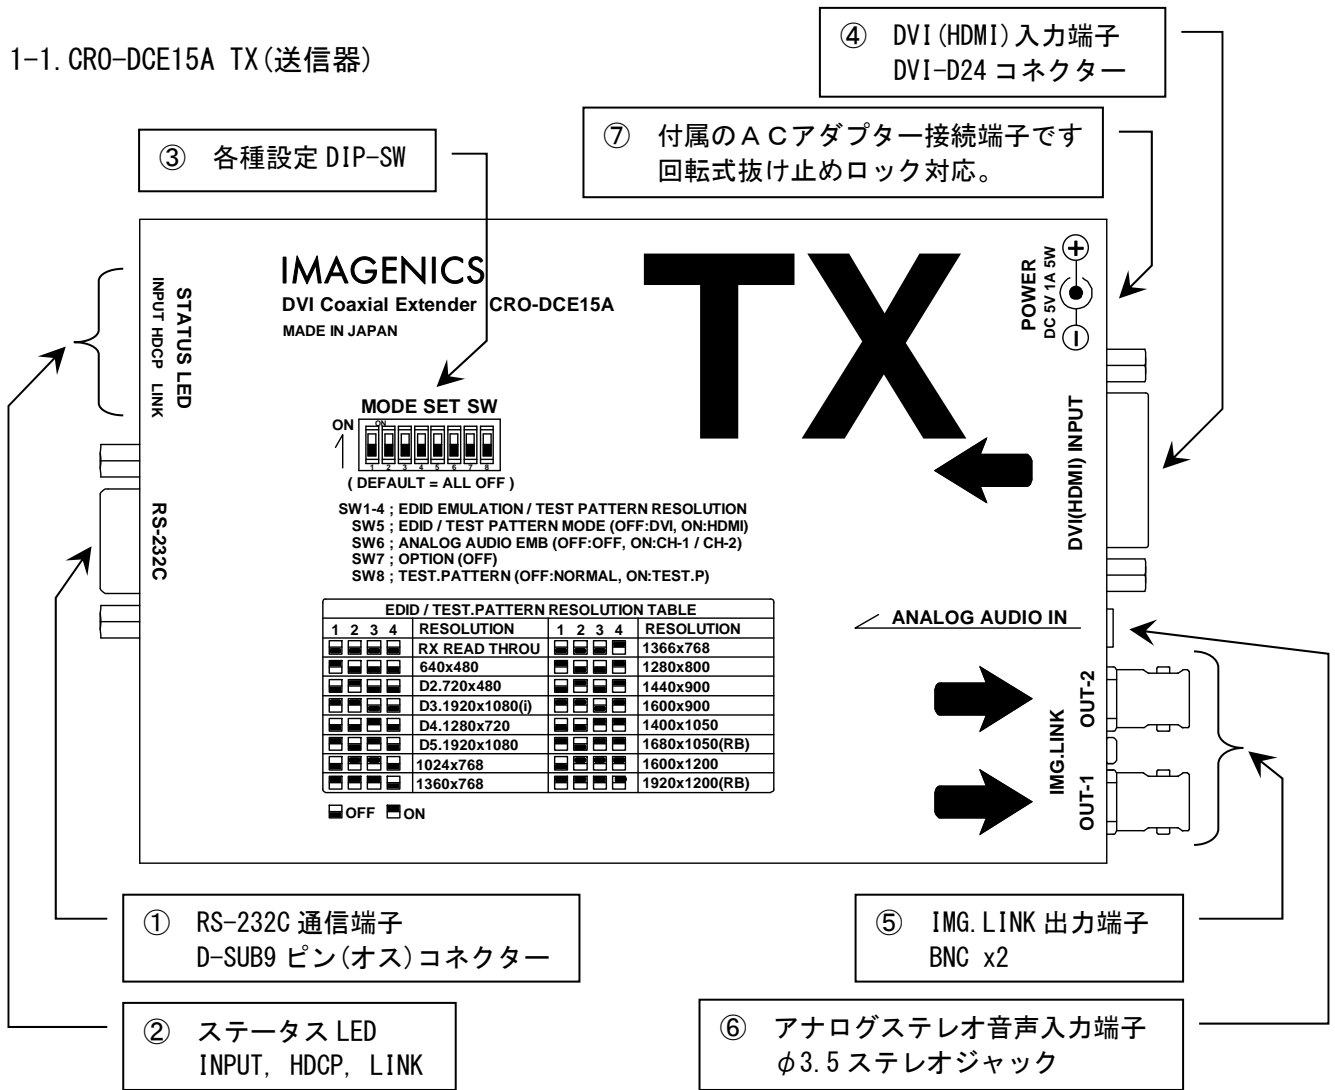 1-1.CRO-DCE15A TX(送信器)
④ DVI(HDMI)入力端子
DVI-D24 コネクター
⑦ 付属のＡＣアダプター接続端子です
回転式抜け止めロック対応。
③ 各種設定 DIP-SW
IMAGENICS
DVI Coaxial Extender CRO-DCE15A
MADE IN JAPAN
TX
POWER
DC 5V 1A 5W
STATUS LED
INPUT HDCP LINK
RS-232C
MODE SET SW
ON
ON
1 2 3 4 5 6 7 8
( DEFAULT = ALL OFF )
SW1-4 ; EDID EMULATION / TEST PATTERN RESOLUTION
SW5 ; EDID / TEST PATTERN MODE (OFF:DVI, ON:HDMI)
SW6 ; ANALOG AUDIO EMB (OFF:OFF, ON:CH-1 / CH-2)
SW7 ; OPTION (OFF)
SW8 ; TEST.PATTERN (OFF:NORMAL, ON:TEST.P)
EDID / TEST.PATTERN RESOLUTION TABLE
1 2 3 4 RESOLUTION 1 2 3 4 RESOLUTION
RX READ THROU 1366x768
640x480 1280x800
D2.720x480 1440x900
D3.1920x1080(i) 1600x900
D4.1280x720 1400x1050
D5.1920x1080 1680x1050(RB)
1024x768 1600x1200
1360x768 1920x1200(RB)
OFF ON
DVI(HDMI) INPUT
ANALOG AUDIO IN
IMG.LINK
OUT-2
OUT-1
① RS-232C 通信端子
D-SUB9 ピン(オス)コネクター
⑤ IMG.LINK 出力端子
BNC x2
② ステータス LED
INPUT, HDCP, LINK
⑥ アナログステレオ音声入力端子
φ3.5 ステレオジャック